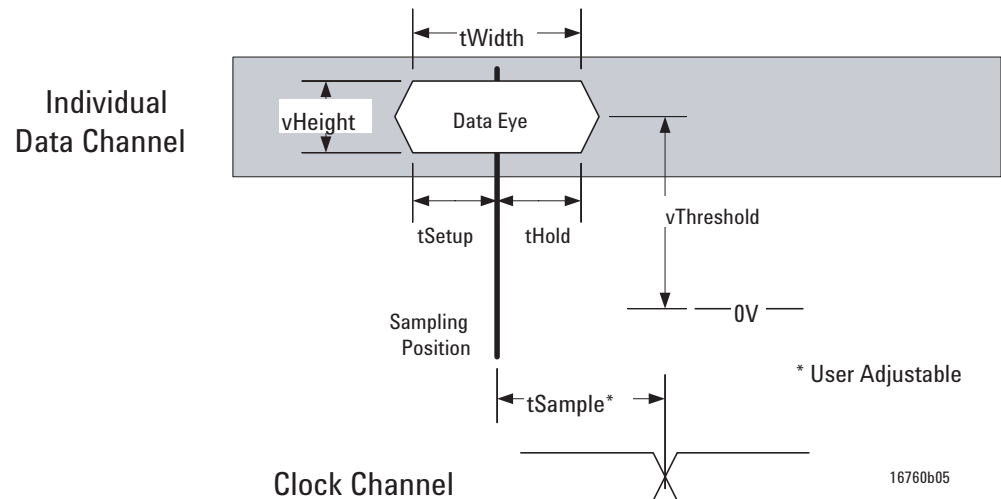 tWidth
Individual
Data Channel
vHeight
Data Eye
tSetup
tHold
vThreshold
0V
Sampling
Position
* User Adjustable
tSample*
Clock Channel
16760b05